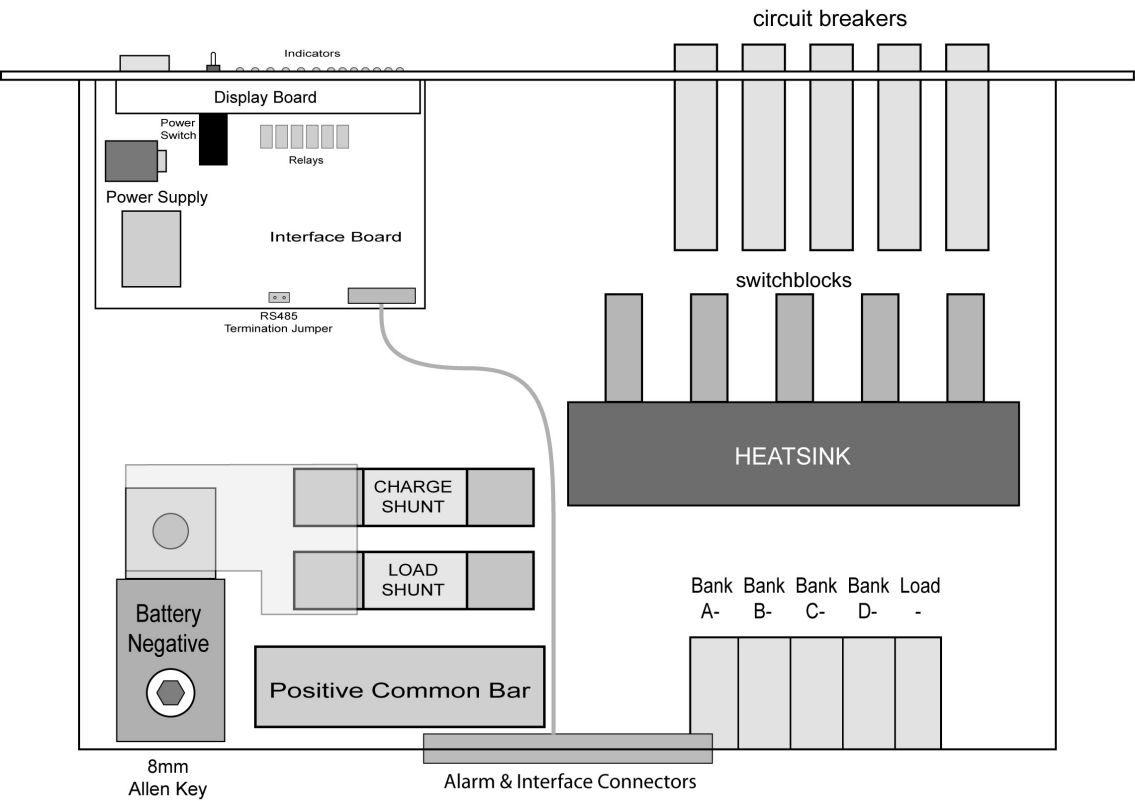 circuit breakers
Indicators
Display Board
Power
Switch
Relays
Power Supply
Interface Board
RS485
Termination Jumper
switchblocks
HEATSINK
CHARGE
SHUNT
LOAD
SHUNT
Battery
Negative
Positive Common Bar
Bank Bank Bank Bank Load
A- B- C- D- -
8mm
Allen Key
Alarm & Interface Connectors